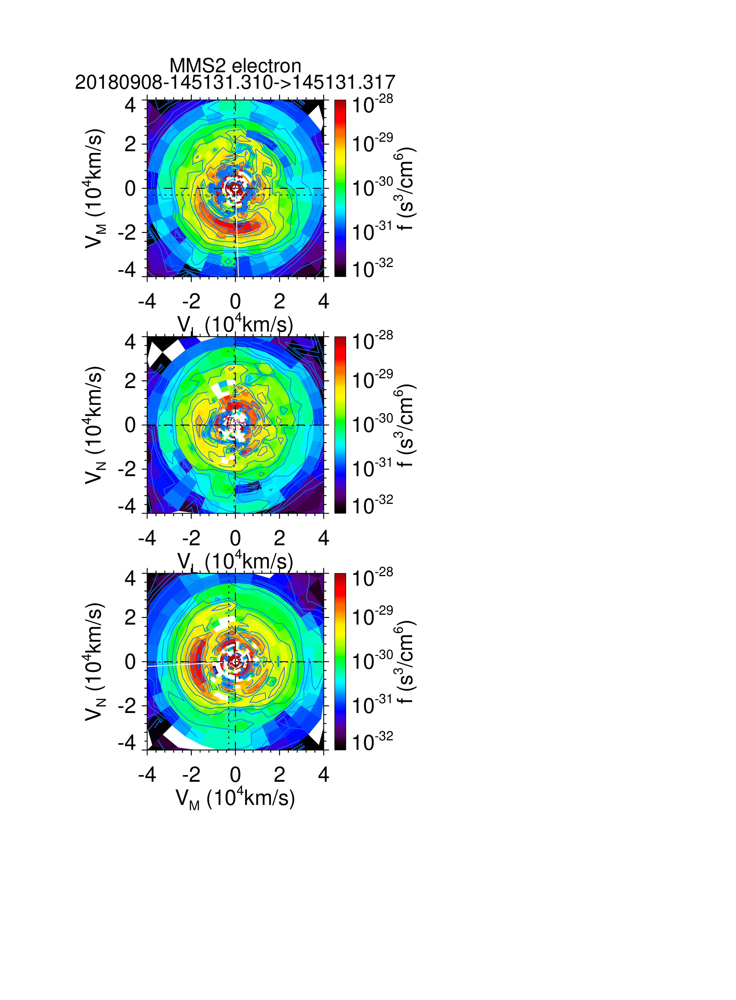 MMS2 electron
20180908-145131.310->145131.317
4
2
0
-2
-4
V_M (10^4km/s)
-4 -2 0 2 4
V_L (10^4km/s)
10^-28
10^-29
10^-30
10^-31
10^-32
f (s^3/cm^6)
4
2
0
-2
-4
V_N (10^4km/s)
-4 -2 0 2 4
V_L (10^4km/s)
10^-28
10^-29
10^-30
10^-31
10^-32
f (s^3/cm^6)
4
2
0
-2
-4
V_N (10^4km/s)
-4 -2 0 2 4
V_M (10^4km/s)
10^-28
10^-29
10^-30
10^-31
10^-32
f (s^3/cm^6)